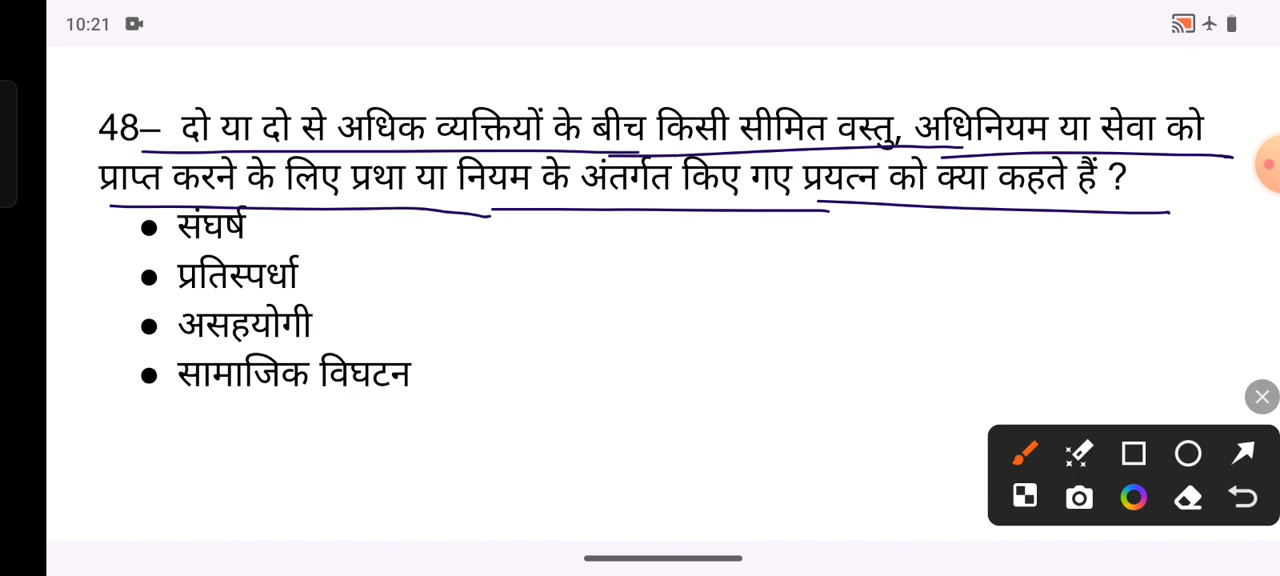 10:21
48– दो या दो से अधिक व्यक्तियों के बीच किसी सीमित वस्तु, अधिनियम या सेवा को
प्राप्त करने के लिए प्रथा या नियम के अंतर्गत किए गए प्रयत्न को क्या कहते हैं ?
● संघर्ष
● प्रतिस्पर्धा
● असहयोगी
● सामाजिक विघटन